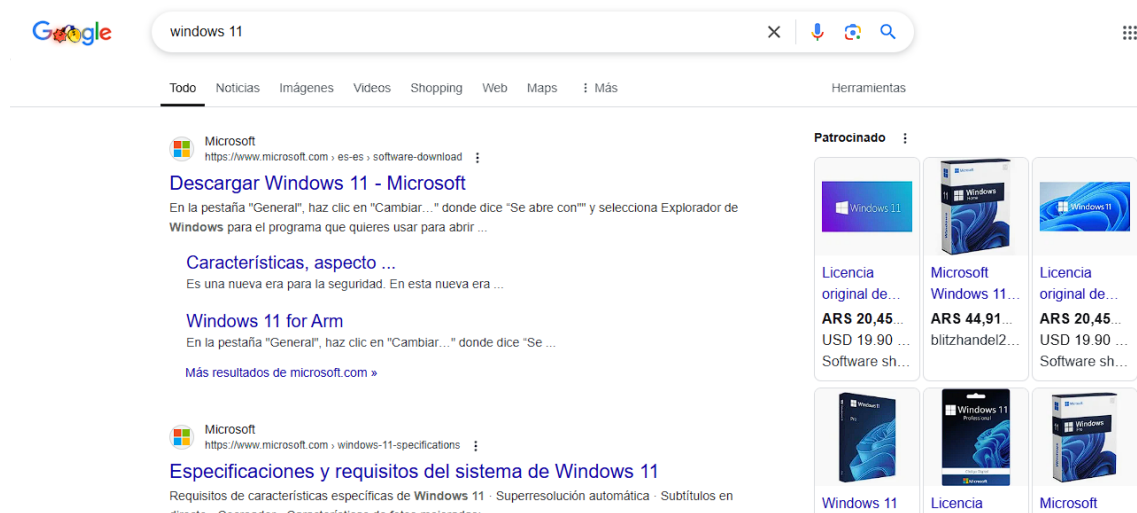 Google
windows 11
Todo Noticias Imágenes Videos Shopping Web Maps Más Herramientas
Microsoft
https://www.microsoft.com › es-es › software-download
Descargar Windows 11 - Microsoft
En la pestaña "General", haz clic en "Cambiar…" donde dice “Se abre con"" y selecciona Explorador de
Windows para el programa que quieres usar para abrir ...
Características, aspecto ...
Es una nueva era para la seguridad. En esta nueva era ...
Windows 11 for Arm
En la pestaña "General", haz clic en "Cambiar…" donde dice “Se ...
Más resultados de microsoft.com »
Microsoft
https://www.microsoft.com › windows-11-specifications
Especificaciones y requisitos del sistema de Windows 11
Requisitos de características específicas de Windows 11 · Superresolución automática · Subtítulos en
Patrocinado
Windows 11
Licencia
original de...
ARS 20,45...
USD 19.90 ...
Software sh...
Microsoft
Windows
Home
Microsoft
Windows 11...
ARS 44,91...
blitzhandel2...
Windows 11
Licencia
original de...
ARS 20,45...
USD 19.90 ...
Software sh...
Windows 11
Pro
Windows 11
Windows 11
Professional
Microsoft
Licencia
Windows
Pro
Microsoft